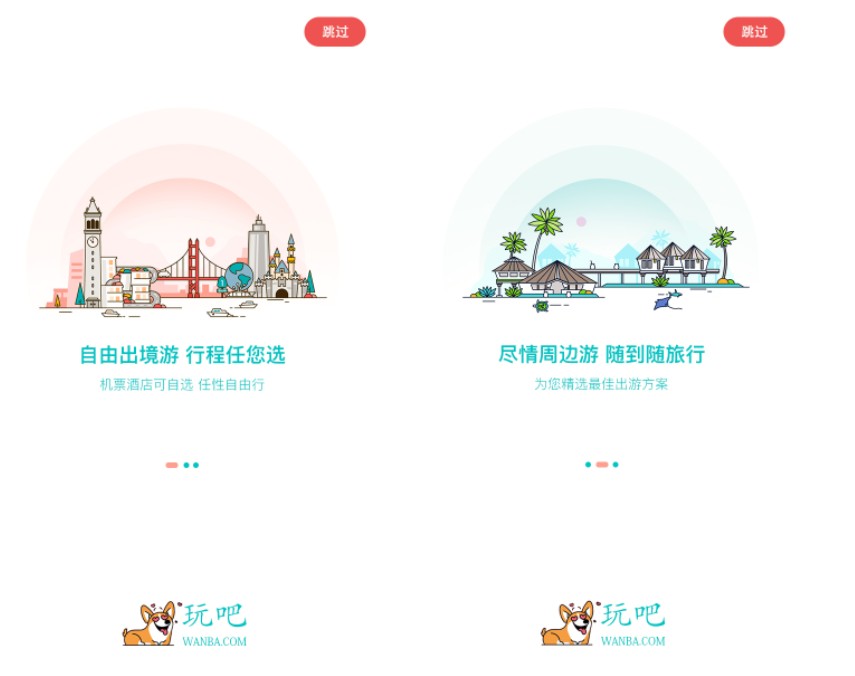 跳过
自由出境游 行程任您选
机票酒店可自选 任性自由行
玩吧
WANBA.COM
跳过
尽情周边游 随到随旅行
为您精选最佳出游方案
玩吧
WANBA.COM